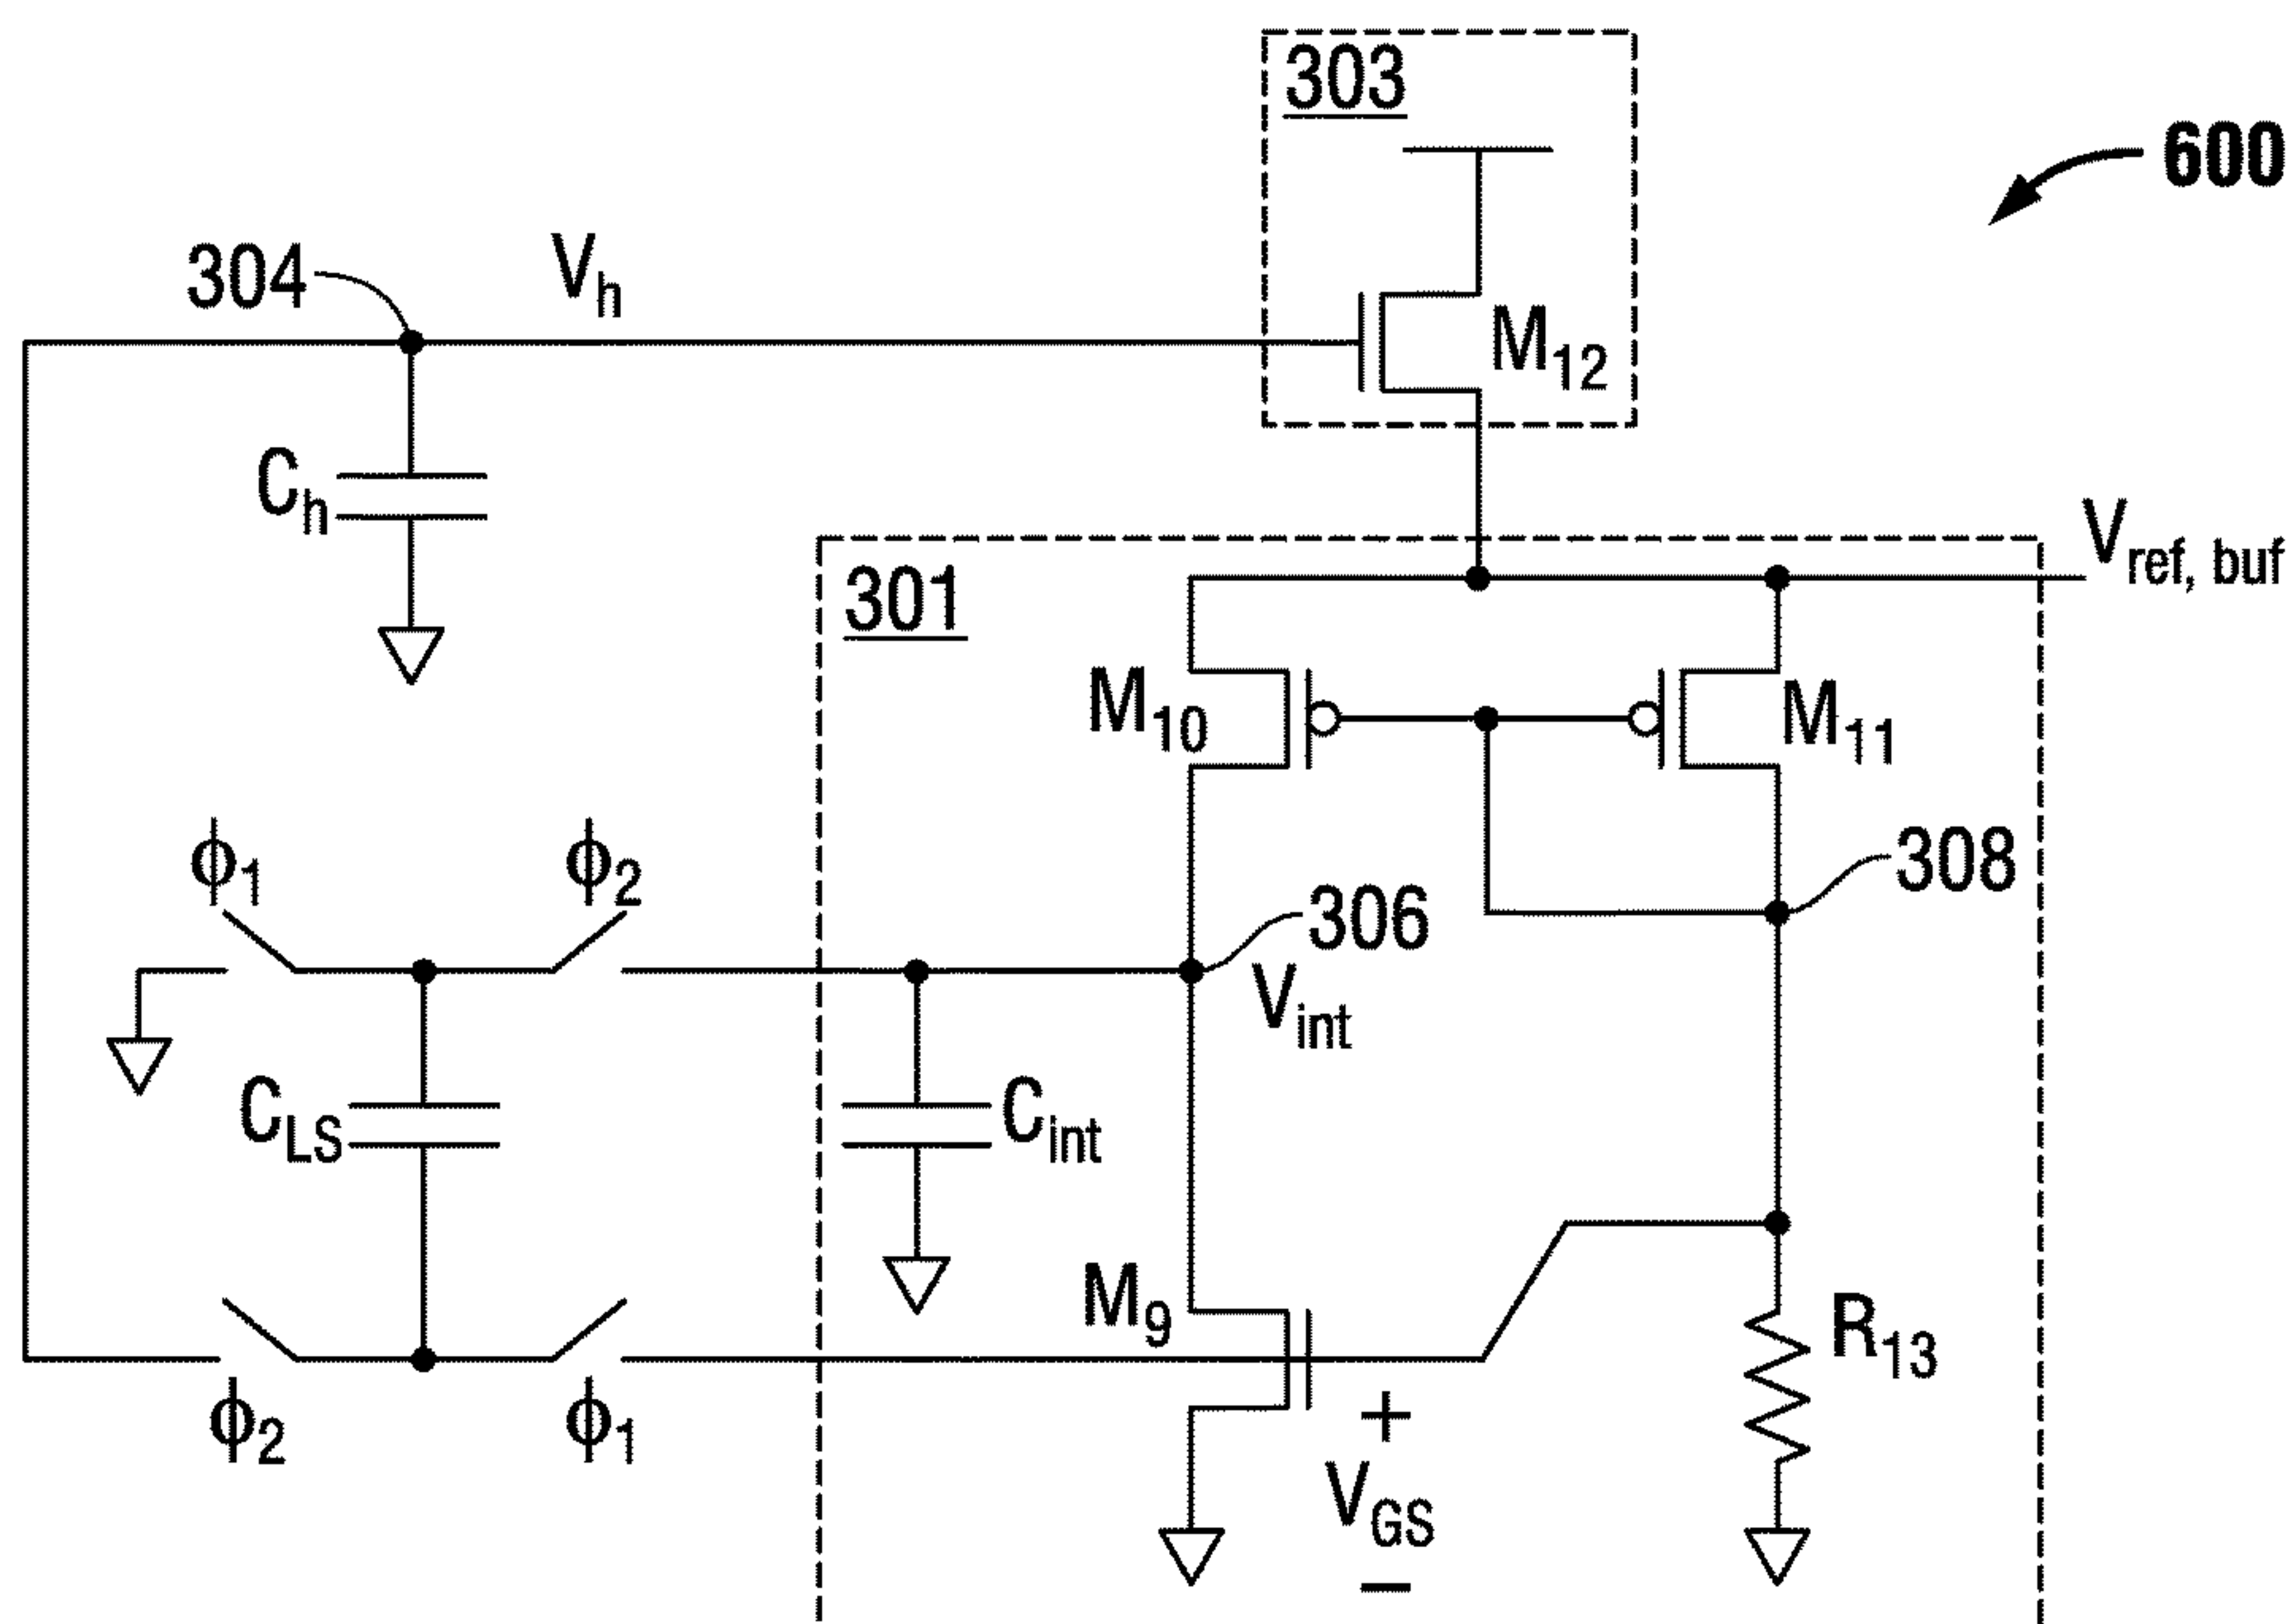 303
600
304
Vh
M12
Ch
Vref, buf
301
M10
M11
ϕ1
ϕ2
308
306
Vint
CLS
Cint
M9
R13
ϕ2
ϕ1
+
VGS
−